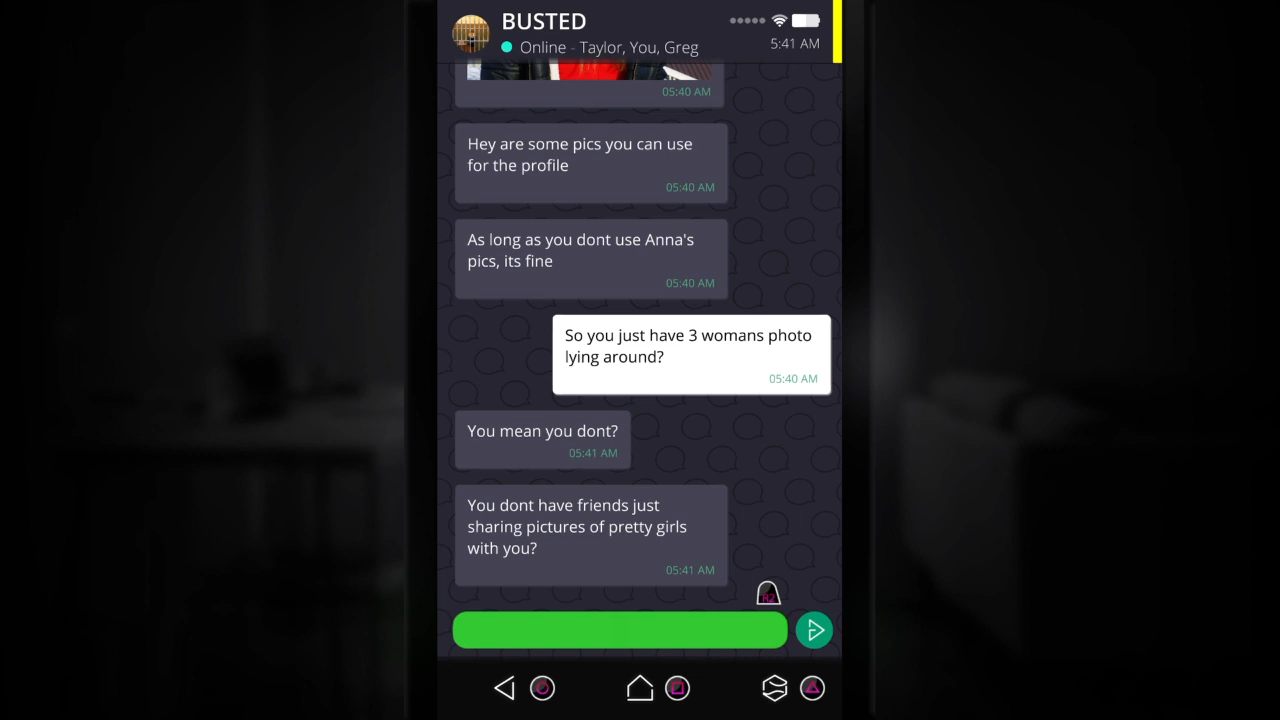 BUSTED
Online - Taylor, You, Greg
5:41 AM
05:40 AM
Hey are some pics you can use
for the profile
05:40 AM
As long as you dont use Anna's
pics, its fine
05:40 AM
So you just have 3 womans photo
lying around?
05:40 AM
You mean you dont?
05:41 AM
You dont have friends just
sharing pictures of pretty girls
with you?
05:41 AM
R2